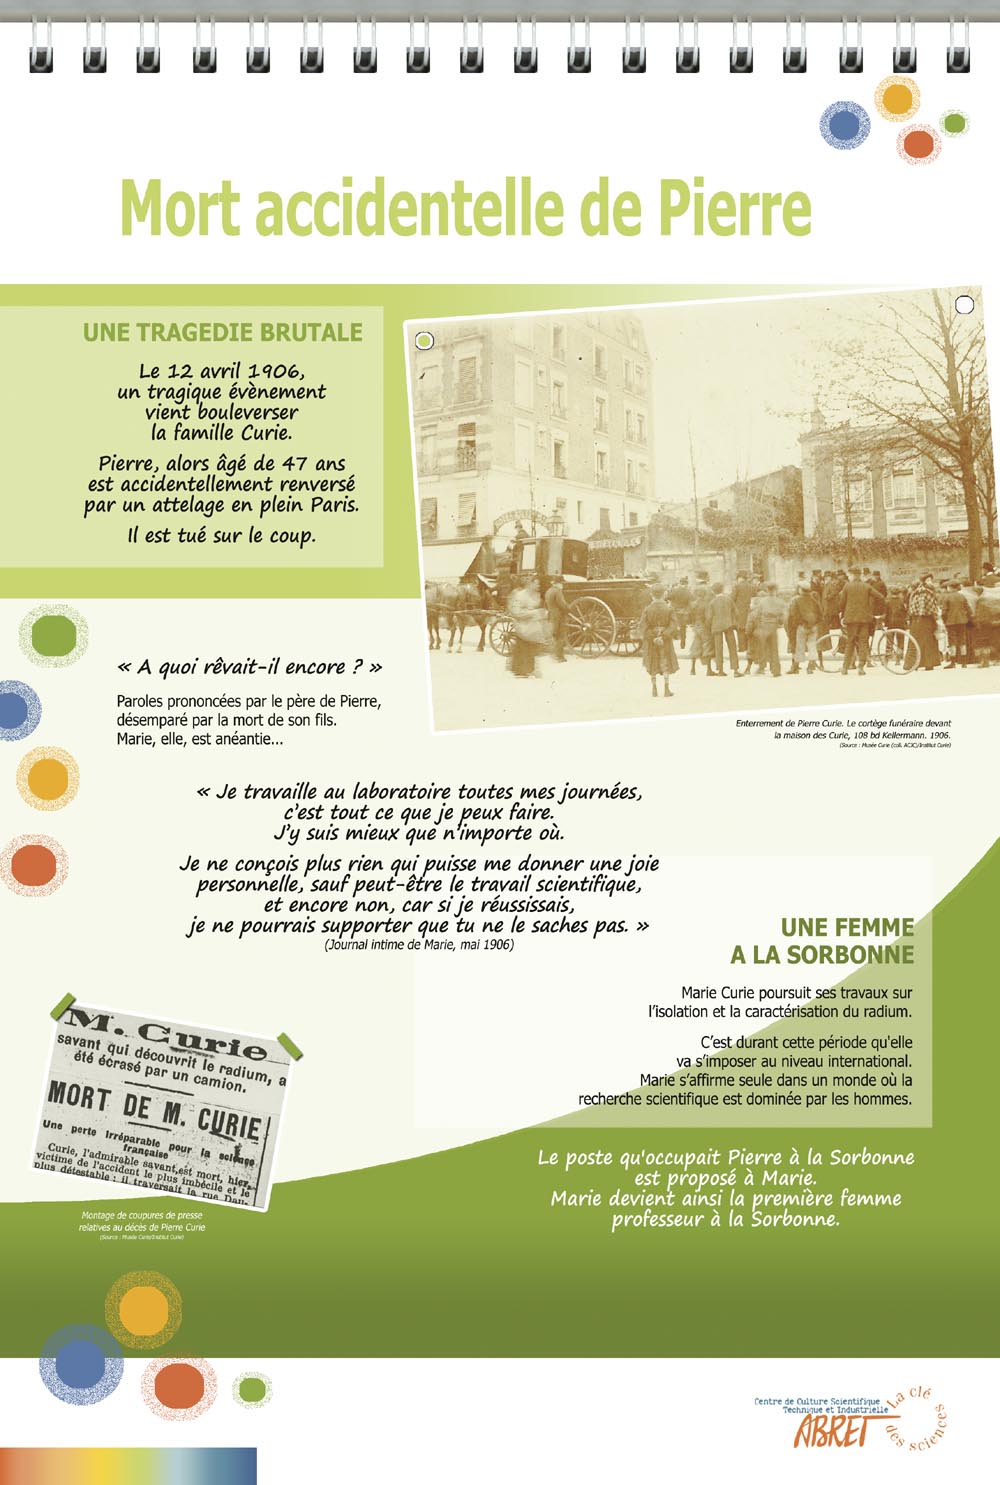 Mort accidentelle de Pierre
UNE TRAGEDIE BRUTALE
Le 12 avril 1906,
un tragique évènement
vient bouleverser
la famille Curie.
Pierre, alors âgé de 47 ans
est accidentellement renversé
par un attelage en plein Paris.
Il est tué sur le coup.
« A quoi rêvait-il encore ? »
Paroles prononcées par le père de Pierre,
désemparé par la mort de son fils.
Marie, elle, est anéantie...
Enterrement de Pierre Curie. Le cortège funéraire devant
la maison des Curie, 108 bd Kellermann. 1906.
(Source : Musée Curie (coll. ACJC/Institut Curie)
« Je travaille au laboratoire toutes mes journées,
c'est tout ce que je peux faire.
J'y suis mieux que n'importe où.
Je ne conçois plus rien qui puisse me donner une joie
personnelle, sauf peut-être le travail scientifique,
et encore non, car si je réussissais,
je ne pourrais supporter que tu ne le saches pas. »
(Journal intime de Marie, mai 1906)
UNE FEMME
A LA SORBONNE
Marie Curie poursuit ses travaux sur
l'isolation et la caractérisation du radium.
C'est durant cette période qu'elle
va s'imposer au niveau international.
Marie s'affirme seule dans un monde où la
recherche scientifique est dominée par les hommes.
Le poste qu'occupait Pierre à la Sorbonne
est proposé à Marie.
Marie devient ainsi la première femme
professeur à la Sorbonne.
M. Curie
savant qui découvrit le radium, a
été écrasé par un camion.
MORT DE M. CURIE
Une perte irréparable pour la science
française
Curie, l'admirable savant, est mort, hier,
victime de l'accident le plus imbécile et le
plus détestable : il traversait la rue Dau-
Montage de coupures de presse
relatives au décès de Pierre Curie
(Source : Musée Curie/Institut Curie)
Centre de Culture Scientifique
Technique et Industrielle
ABRET
La clé
des sciences